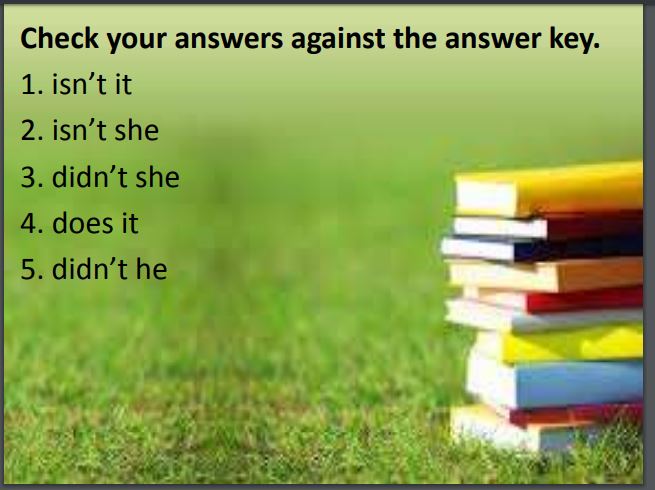 Check your answers against the answer key.
1. isn’t it
2. isn’t she
3. didn’t she
4. does it
5. didn’t he